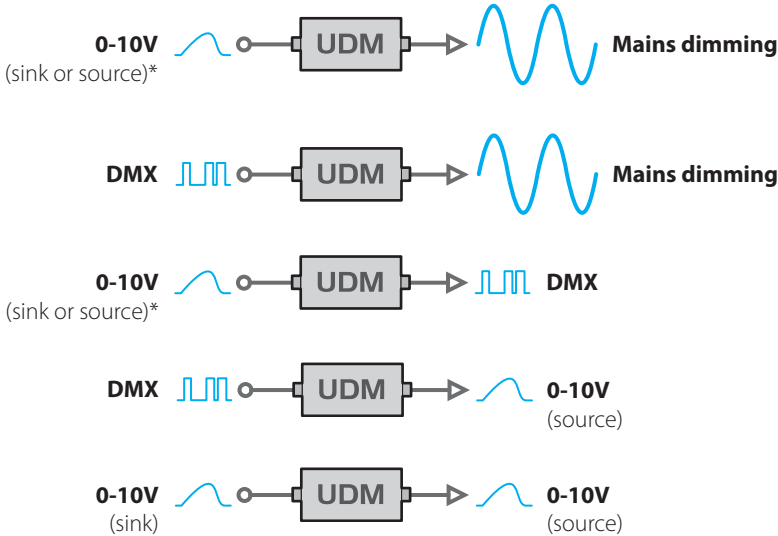 0-10V UDM Mains dimming
(sink or source)*
DMX UDM Mains dimming
0-10V UDM DMX
(sink or source)*
DMX UDM 0-10V
(source)
0-10V UDM 0-10V
(sink) (source)